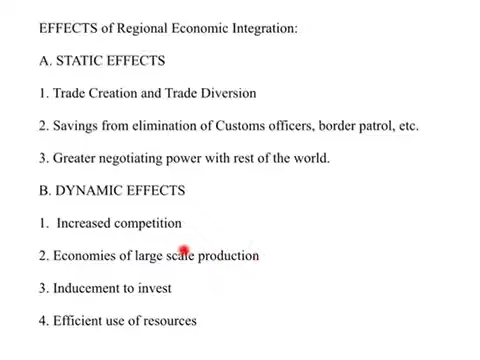 EFFECTS of Regional Economic Integration:
A. STATIC EFFECTS
1. Trade Creation and Trade Diversion
2. Savings from elimination of Customs officers, border patrol, etc.
3. Greater negotiating power with rest of the world.
B. DYNAMIC EFFECTS
1. Increased competition
2. Economies of large scale production
3. Inducement to invest
4. Efficient use of resources